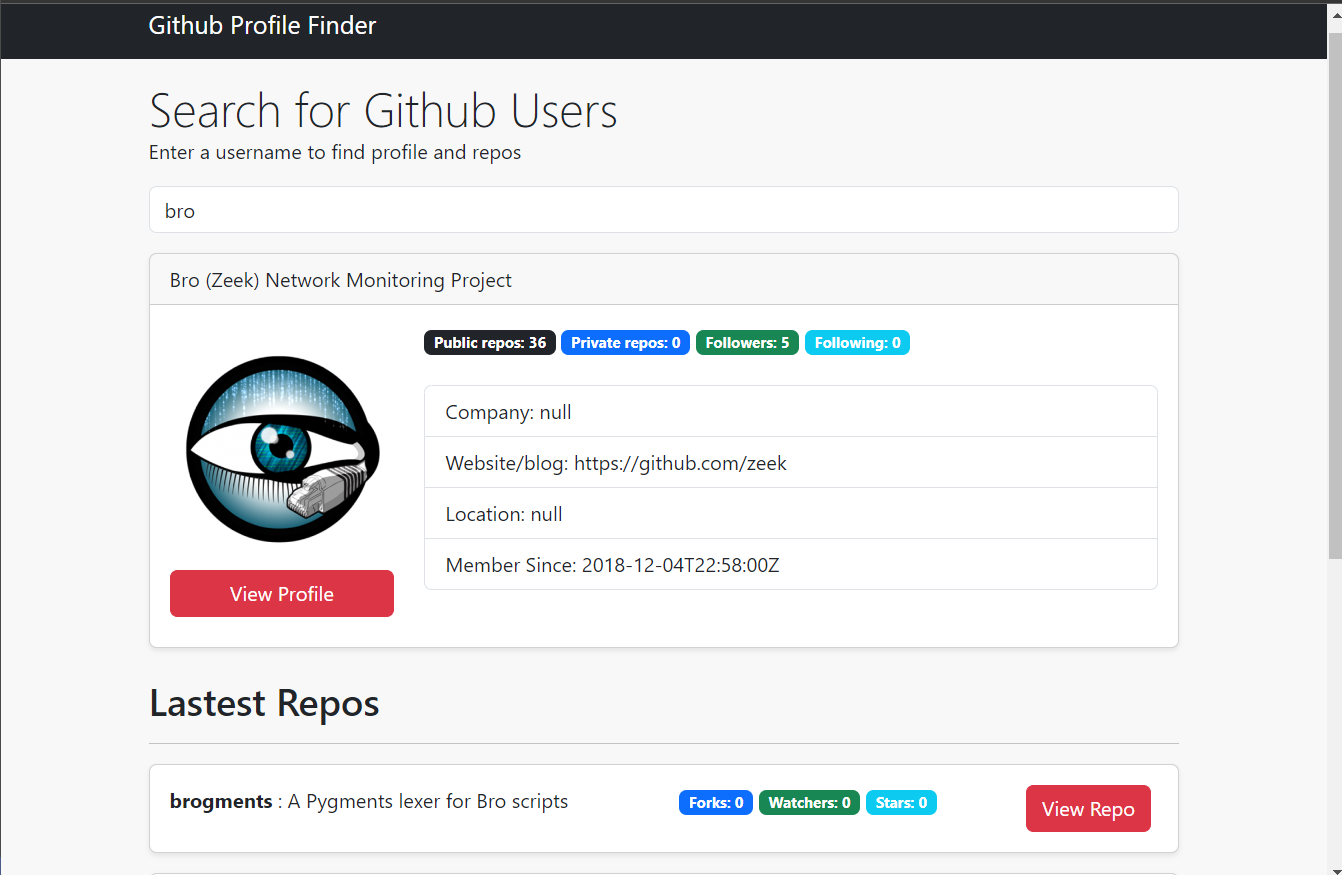 Github Profile Finder
Search for Github Users
Enter a username to find profile and repos
bro
Bro (Zeek) Network Monitoring Project
Public repos: 36 Private repos: 0 Followers: 5 Following: 0
Company: null
Website/blog: https://github.com/zeek
Location: null
Member Since: 2018-12-04T22:58:00Z
View Profile
Lastest Repos
brogments : A Pygments lexer for Bro scripts Forks: 0 Watchers: 0 Stars: 0 View Repo